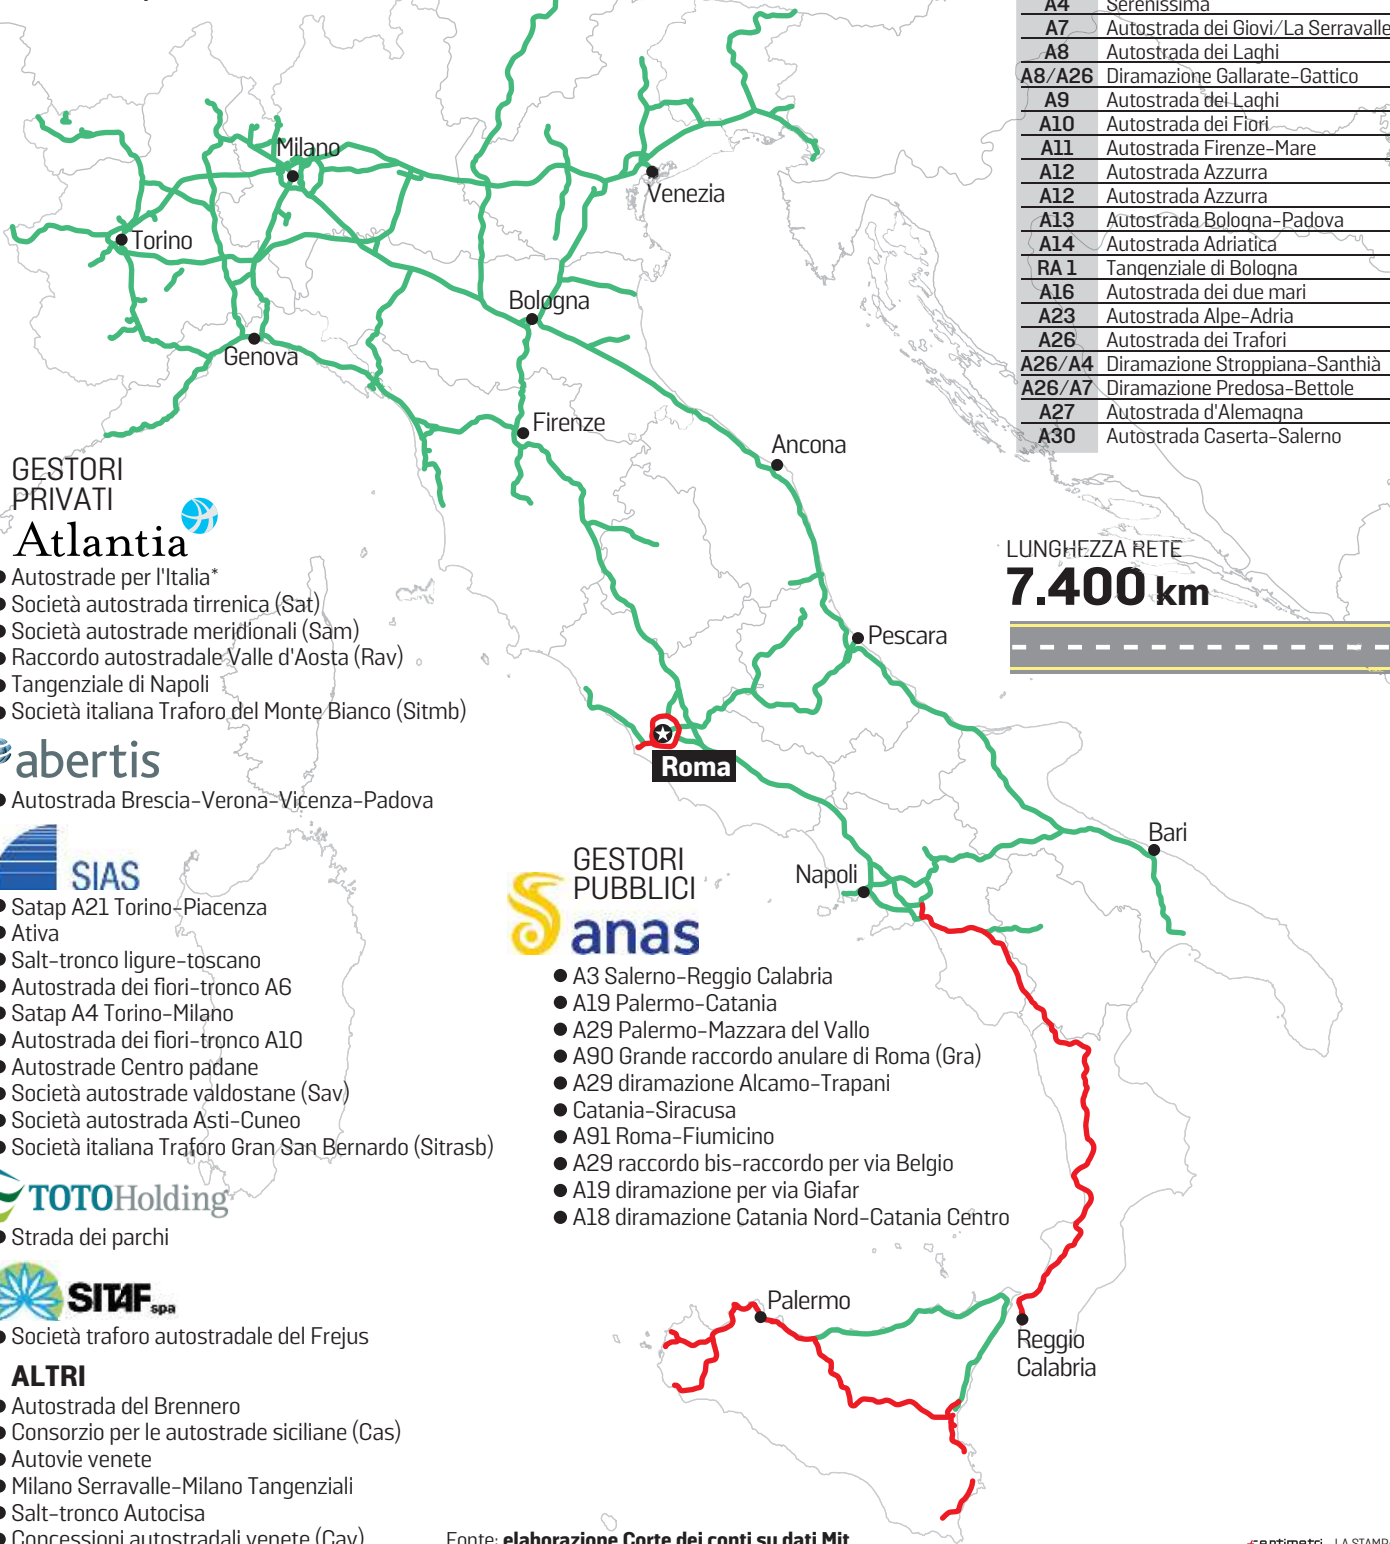 A4 Serenissima
A7 Autostrada dei Giovi/La Serravalle
A8 Autostrada dei Laghi
A8/A26 Diramazione Gallarate-Gattico
A9 Autostrada dei Laghi
A10 Autostrada dei Fiori
A11 Autostrada Firenze-Mare
A12 Autostrada Azzurra
A12 Autostrada Azzurra
A13 Autostrada Bologna-Padova
A14 Autostrada Adriatica
RA 1 Tangenziale di Bologna
A16 Autostrada dei due mari
A23 Autostrada Alpe-Adria
A26 Autostrada dei Trafori
A26/A4 Diramazione Stroppiana-Santhià
A26/A7 Diramazione Predosa-Bettole
A27 Autostrada d'Alemagna
A30 Autostrada Caserta-Salerno
Milano
Venezia
Torino
Bologna
Genova
Firenze
Ancona
Pescara
Roma
Napoli
Bari
Palermo
Reggio
Calabria
LUNGHEZZA RETE
7.400 km
GESTORI
PRIVATI
Atlantia
● Autostrade per l'Italia*
● Società autostrada tirrenica (Sat)
● Società autostrade meridionali (Sam)
● Raccordo autostradale Valle d'Aosta (Rav)
● Tangenziale di Napoli
● Società italiana Traforo del Monte Bianco (Sitmb)
abertis
● Autostrada Brescia-Verona-Vicenza-Padova
SIAS
● Satap A21 Torino-Piacenza
● Ativa
● Salt-tronco ligure-toscano
● Autostrada dei fiori-tronco A6
● Satap A4 Torino-Milano
● Autostrada dei fiori-tronco A10
● Autostrade Centro padane
● Società autostrade valdostane (Sav)
● Società autostrada Asti-Cuneo
● Società italiana Traforo Gran San Bernardo (Sitrasb)
TOTOHolding
● Strada dei parchi
SITAF spa
● Società traforo autostradale del Frejus
ALTRI
● Autostrada del Brennero
● Consorzio per le autostrade siciliane (Cas)
● Autovie venete
● Milano Serravalle-Milano Tangenziali
● Salt-tronco Autocisa
● Concessioni autostradali venete (Cav)
GESTORI
PUBBLICI
anas
● A3 Salerno-Reggio Calabria
● A19 Palermo-Catania
● A29 Palermo-Mazzara del Vallo
● A90 Grande raccordo anulare di Roma (Gra)
● A29 diramazione Alcamo-Trapani
● Catania-Siracusa
● A91 Roma-Fiumicino
● A29 raccordo bis-raccordo per via Belgio
● A19 diramazione per via Giafar
● A18 diramazione Catania Nord-Catania Centro
Fonte: elaborazione Corte dei conti su dati Mit
centimetri LA STAMPA